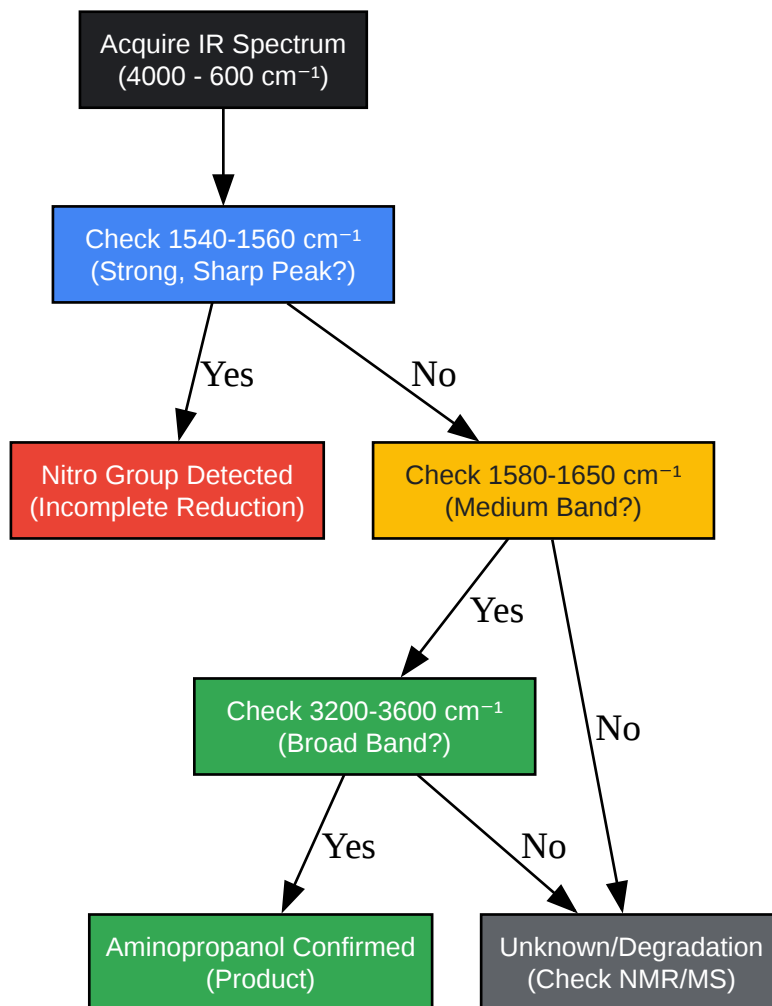 Acquire IR Spectrum
(4000 - 600 cm⁻¹)
Check 1540-1560 cm⁻¹
(Strong, Sharp Peak?)
Yes
No
Nitro Group Detected
(Incomplete Reduction)
Check 1580-1650 cm⁻¹
(Medium Band?)
Yes
No
Check 3200-3600 cm⁻¹
(Broad Band?)
Yes
No
Aminopropanol Confirmed
(Product)
Unknown/Degradation
(Check NMR/MS)